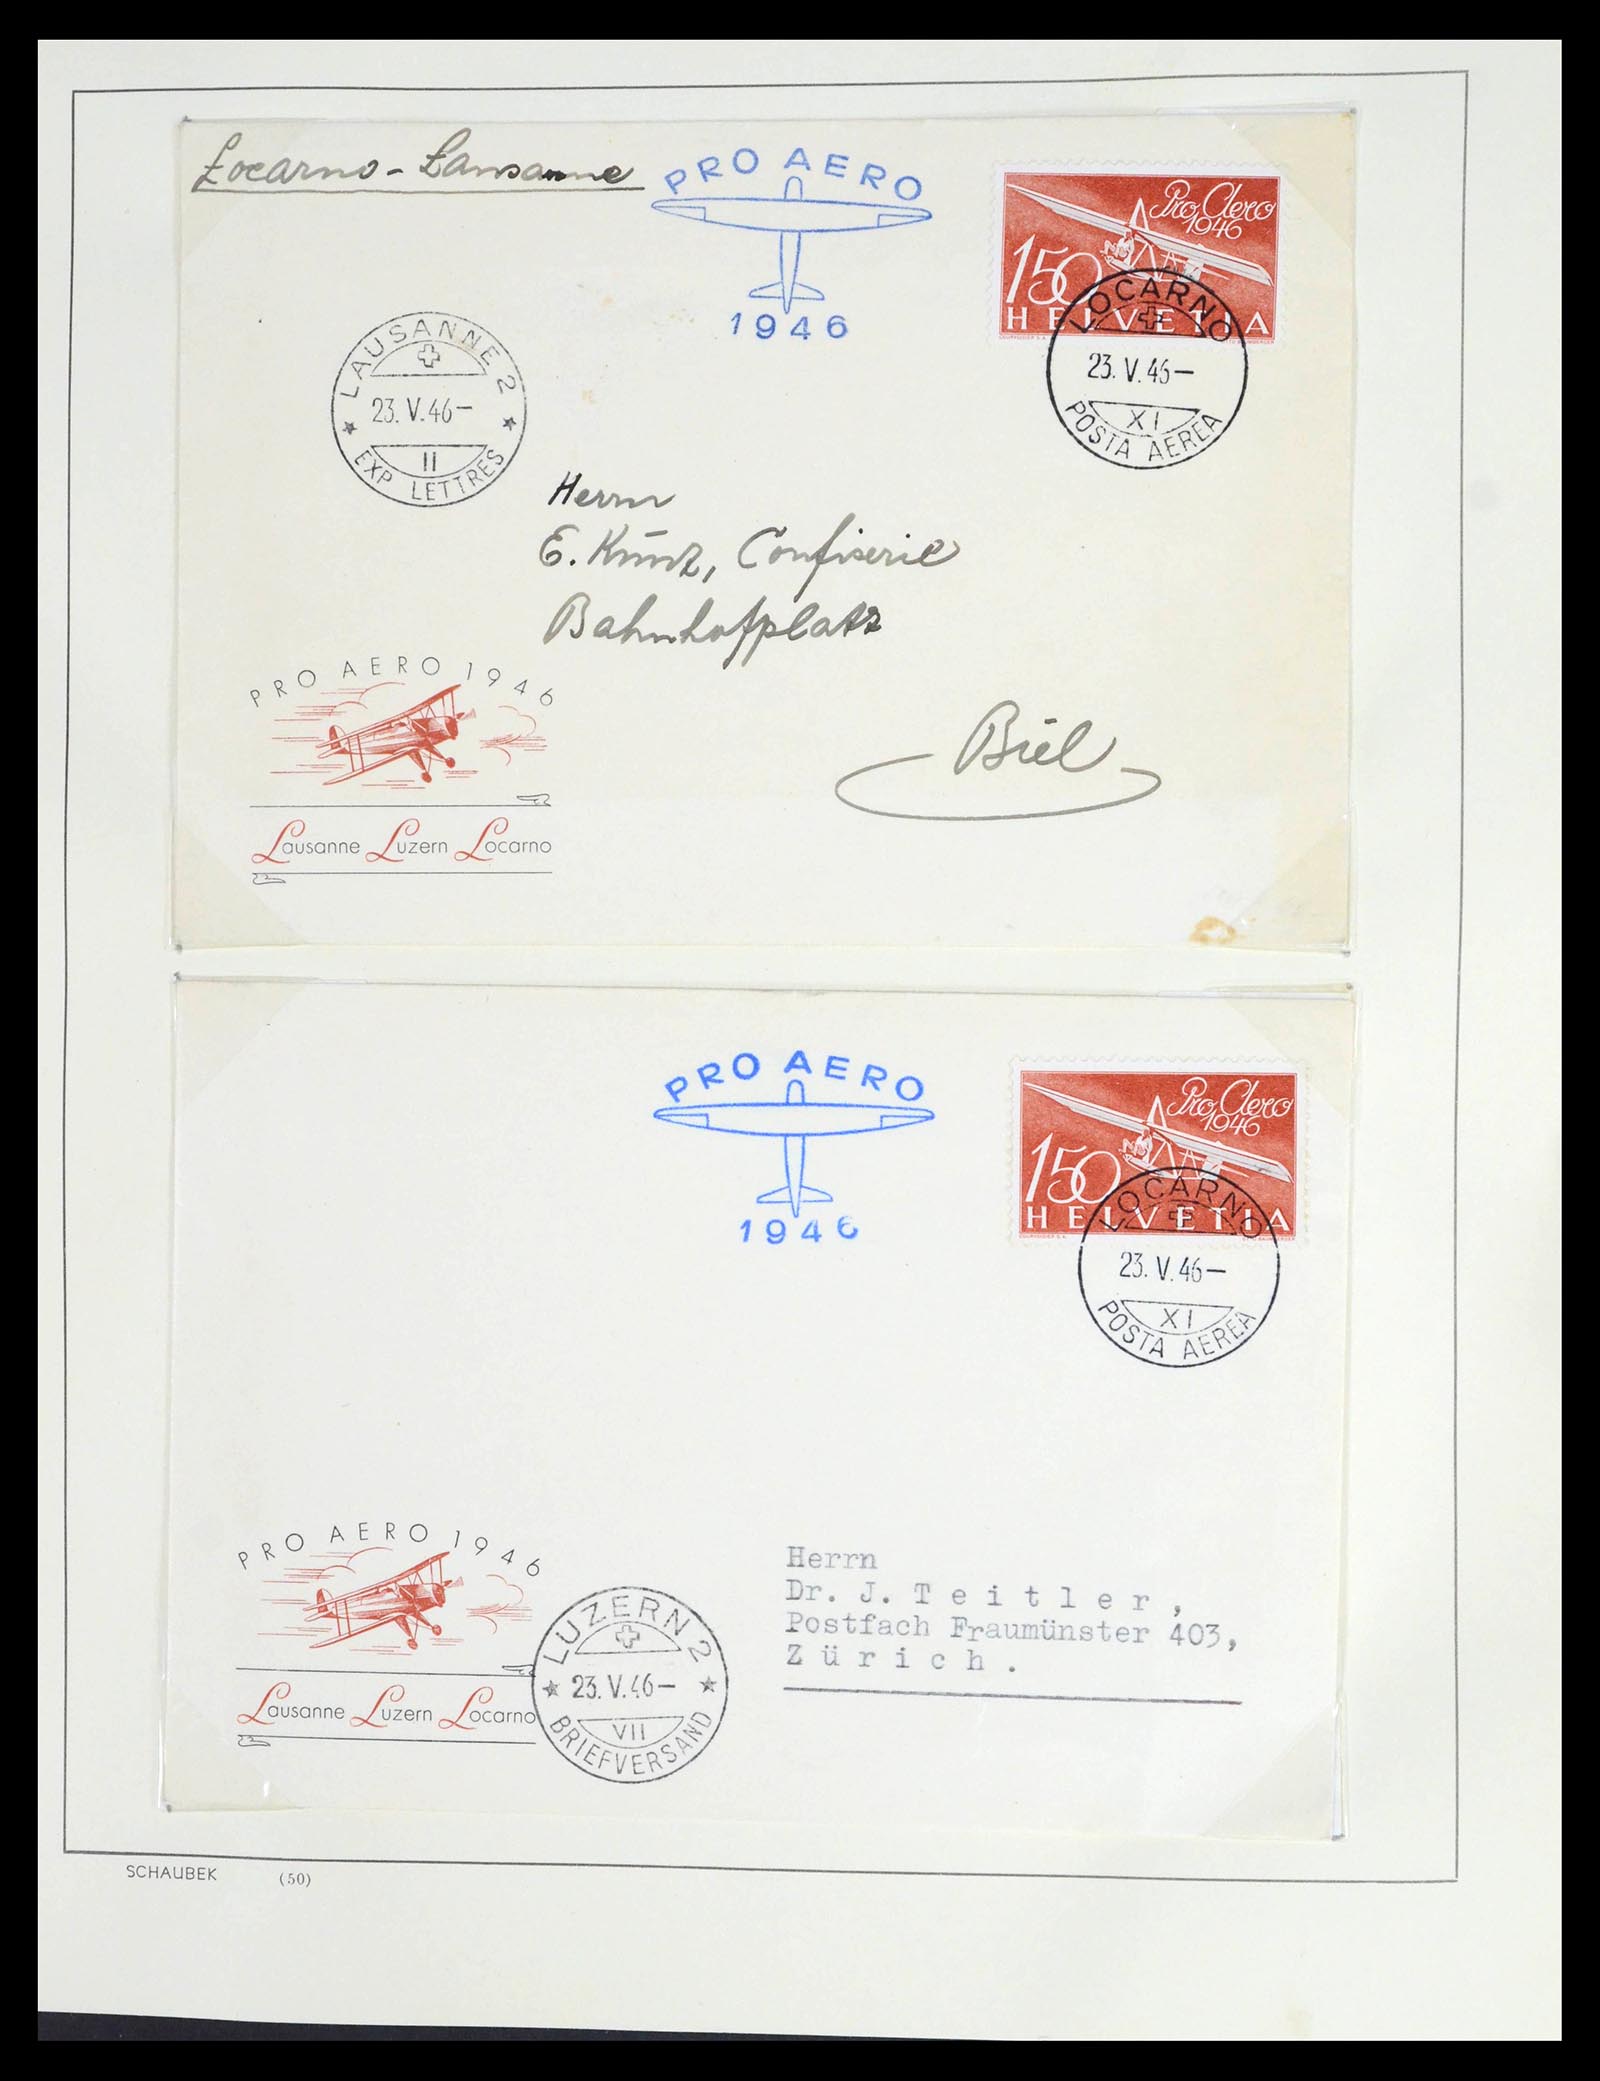 Locarno - Lausanne
PRO AERO
1946
Pro Aero
1946
150
HELVETIA
LOCARNO
23. V. 46—
XI
POSTA AEREA
LAUSANNE 2
23. V. 46—
II
EXP LETTRES
Herrn
E. Kunz, Confiserie
Bahnhofplatz
Biel
PRO AERO 1946
Lausanne Luzern Locarno
PRO AERO
1946
Pro Aero
1946
150
HELVETIA
LOCARNO
23. V. 46—
XI
POSTA AEREA
PRO AERO 1946
Lausanne Luzern Locarno
LUZERN 2
23. V. 46—
VII
BRIEFVERSAND
Herrn
Dr. J. Teitler,
Postfach Fraumünster 403,
Zürich.
SCHAUBEK (50)